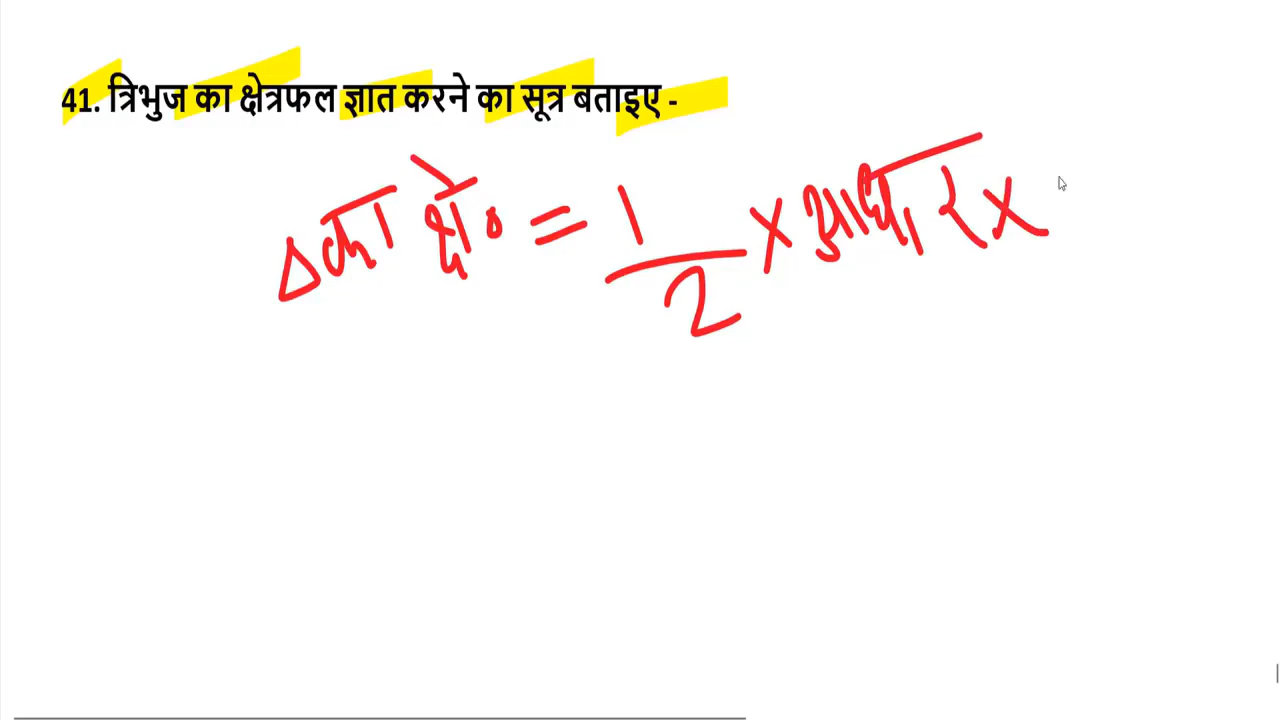 41. त्रिभुज का क्षेत्रफल ज्ञात करने का सूत्र बताइए -
Δ का क्षे० = 1/2 × आधार ×